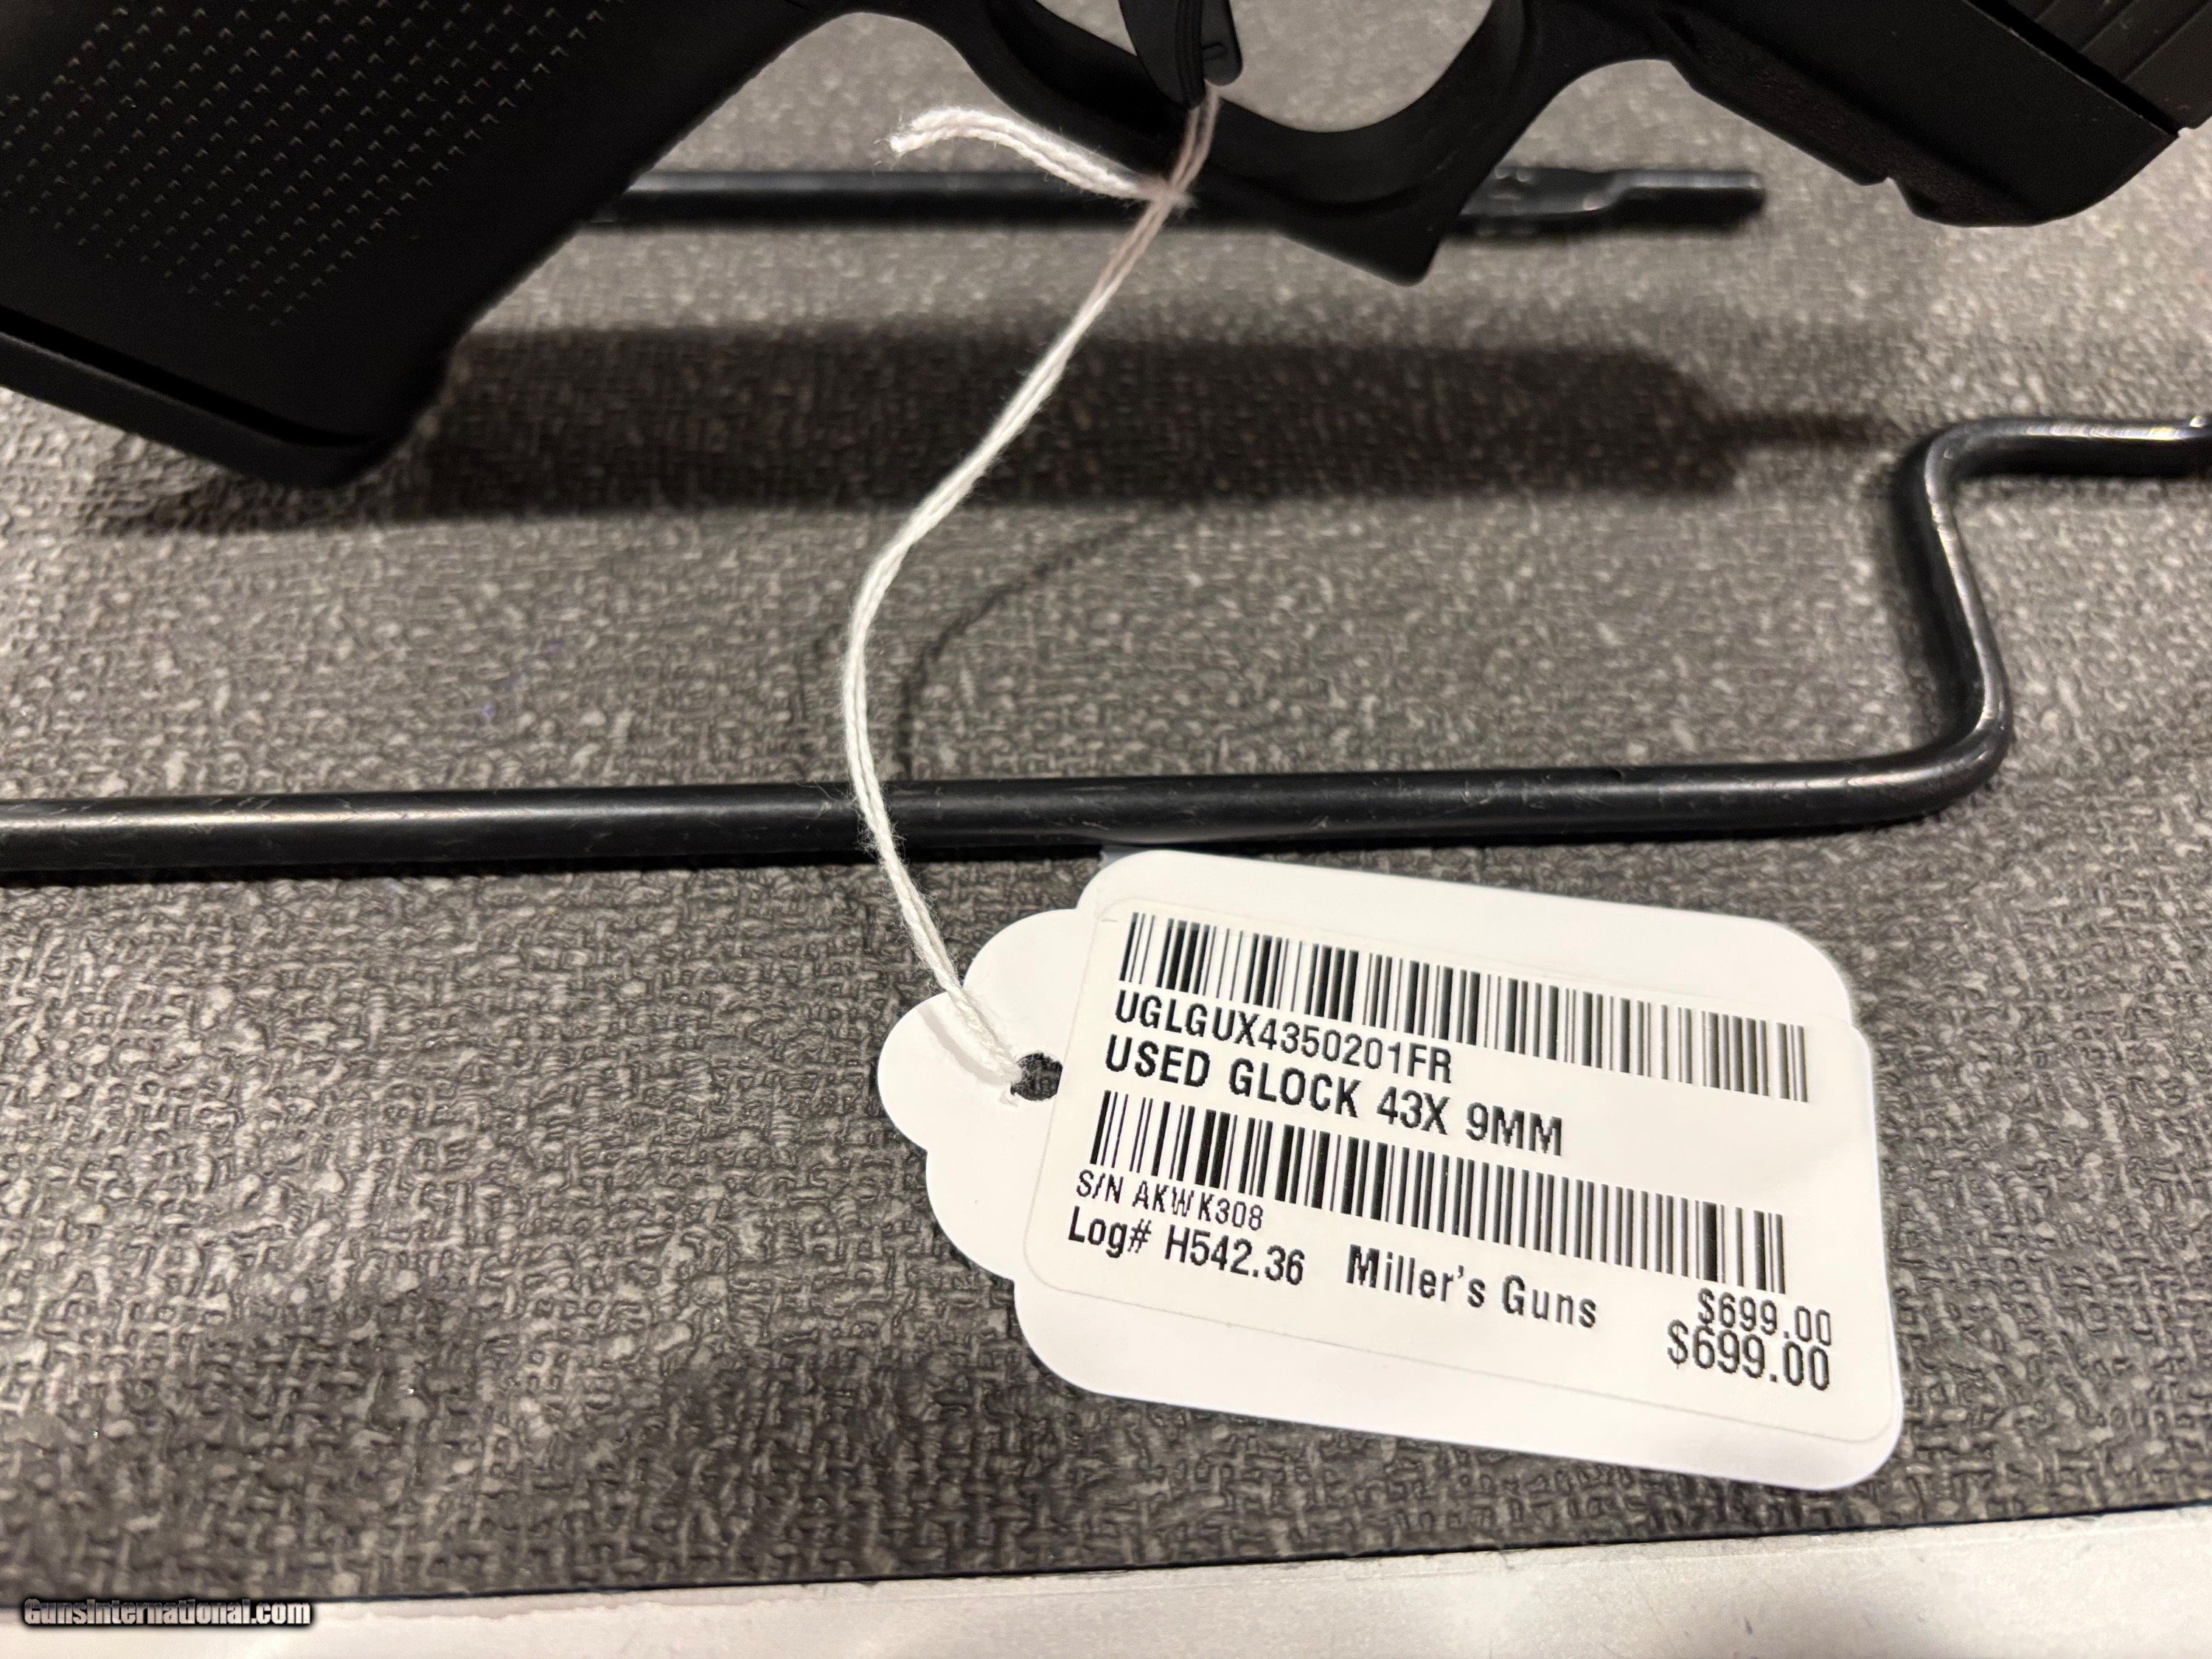 UGLGUX4350201FR
USED GLOCK 43X 9MM
S/N AKWK308
Log# H542.36 Miller's Guns
$699.00
$699.00
GunsInternational.com